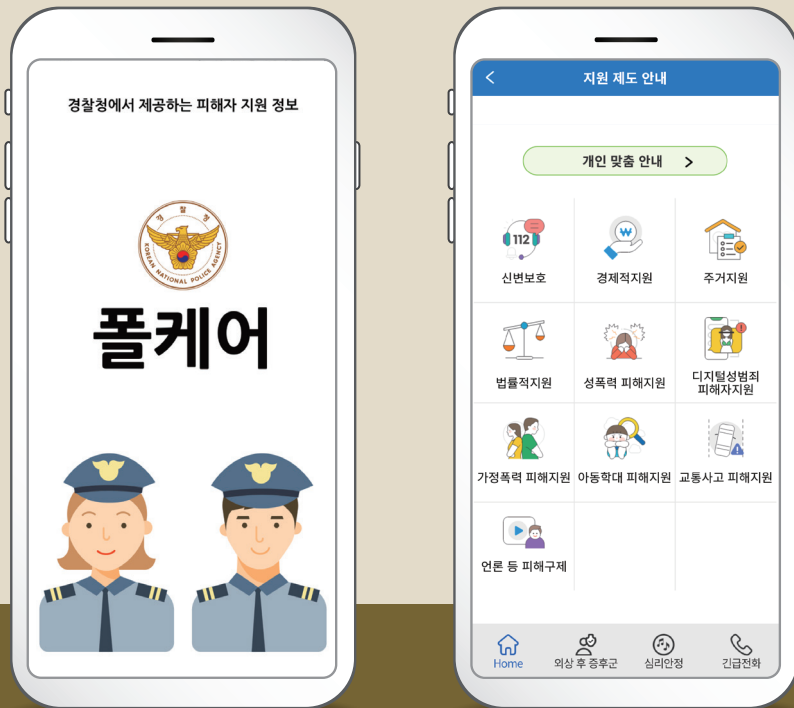 경찰청에서 제공하는 피해자 지원 정보
경찰청
KOREAN NATIONAL POLICE AGENCY
폴케어
지원 제도 안내
개인 맞춤 안내
112
신변보호
경제적지원
주거지원
법률적지원
성폭력 피해지원
디지털성범죄
피해자지원
가정폭력 피해지원
아동학대 피해지원
교통사고 피해지원
언론 등 피해구제
Home
외상 후 증후군
심리안정
긴급전화